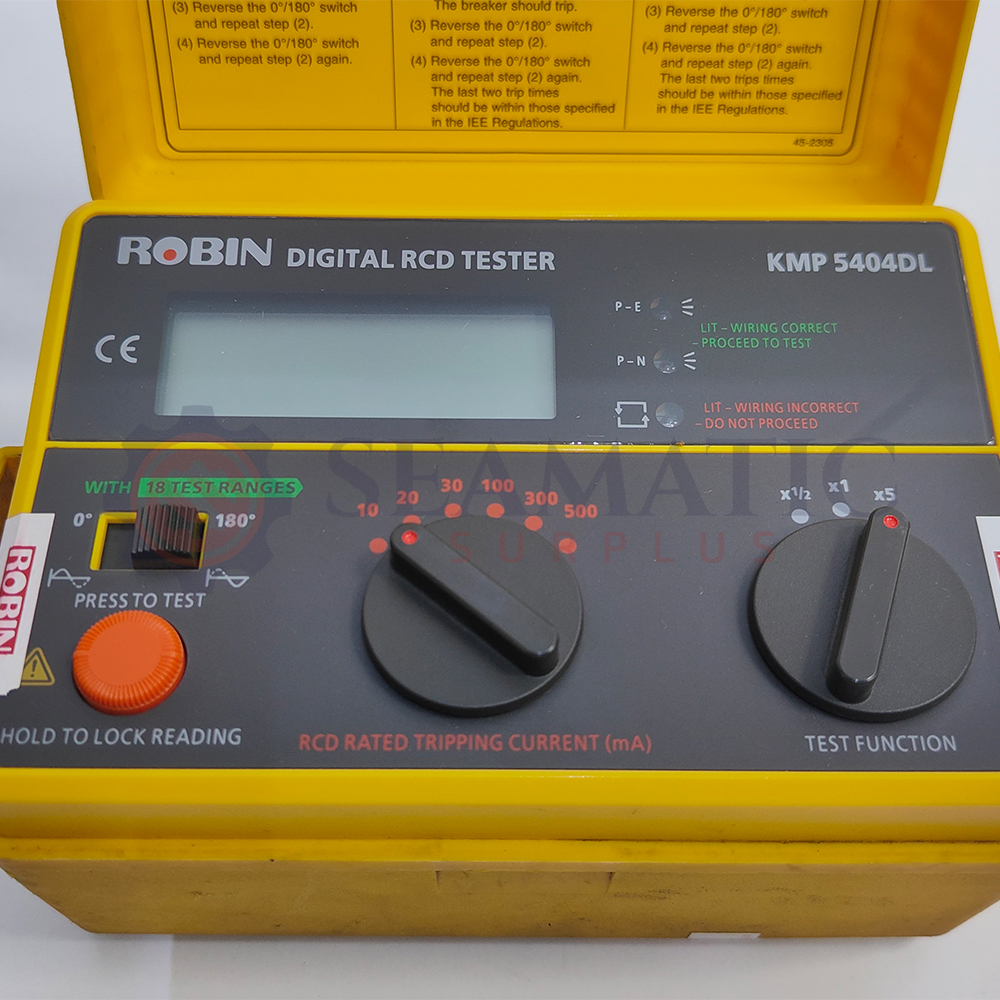 (3) Reverse the 0°/180° switch
and repeat step (2).
(4) Reverse the 0°/180° switch
and repeat step (2) again.
The breaker should trip.
(3) Reverse the 0°/180° switch
and repeat step (2).
(4) Reverse the 0°/180° switch
and repeat step (2) again.
The last two trip times
should be within those specified
in the IEE Regulations.
(3) Reverse the 0°/180° switch
and repeat step (2).
(4) Reverse the 0°/180° switch
and repeat step (2) again.
The last two trips times
should be within those specified
in the IEE Regulations.
45-2305
ROBIN DIGITAL RCD TESTER
KMP 5404DL
CE
P-E
LIT – WIRING CORRECT
- PROCEED TO TEST
P-N
LIT – WIRING INCORRECT
- DO NOT PROCEED
SEAMATIC
SURPLUS
WITH 18 TEST RANGES
0° 180°
PRESS TO TEST
HOLD TO LOCK READING
10 20 30 100 300 500
RCD RATED TRIPPING CURRENT (mA)
x1/2 x1 x5
TEST FUNCTION
ROBIN